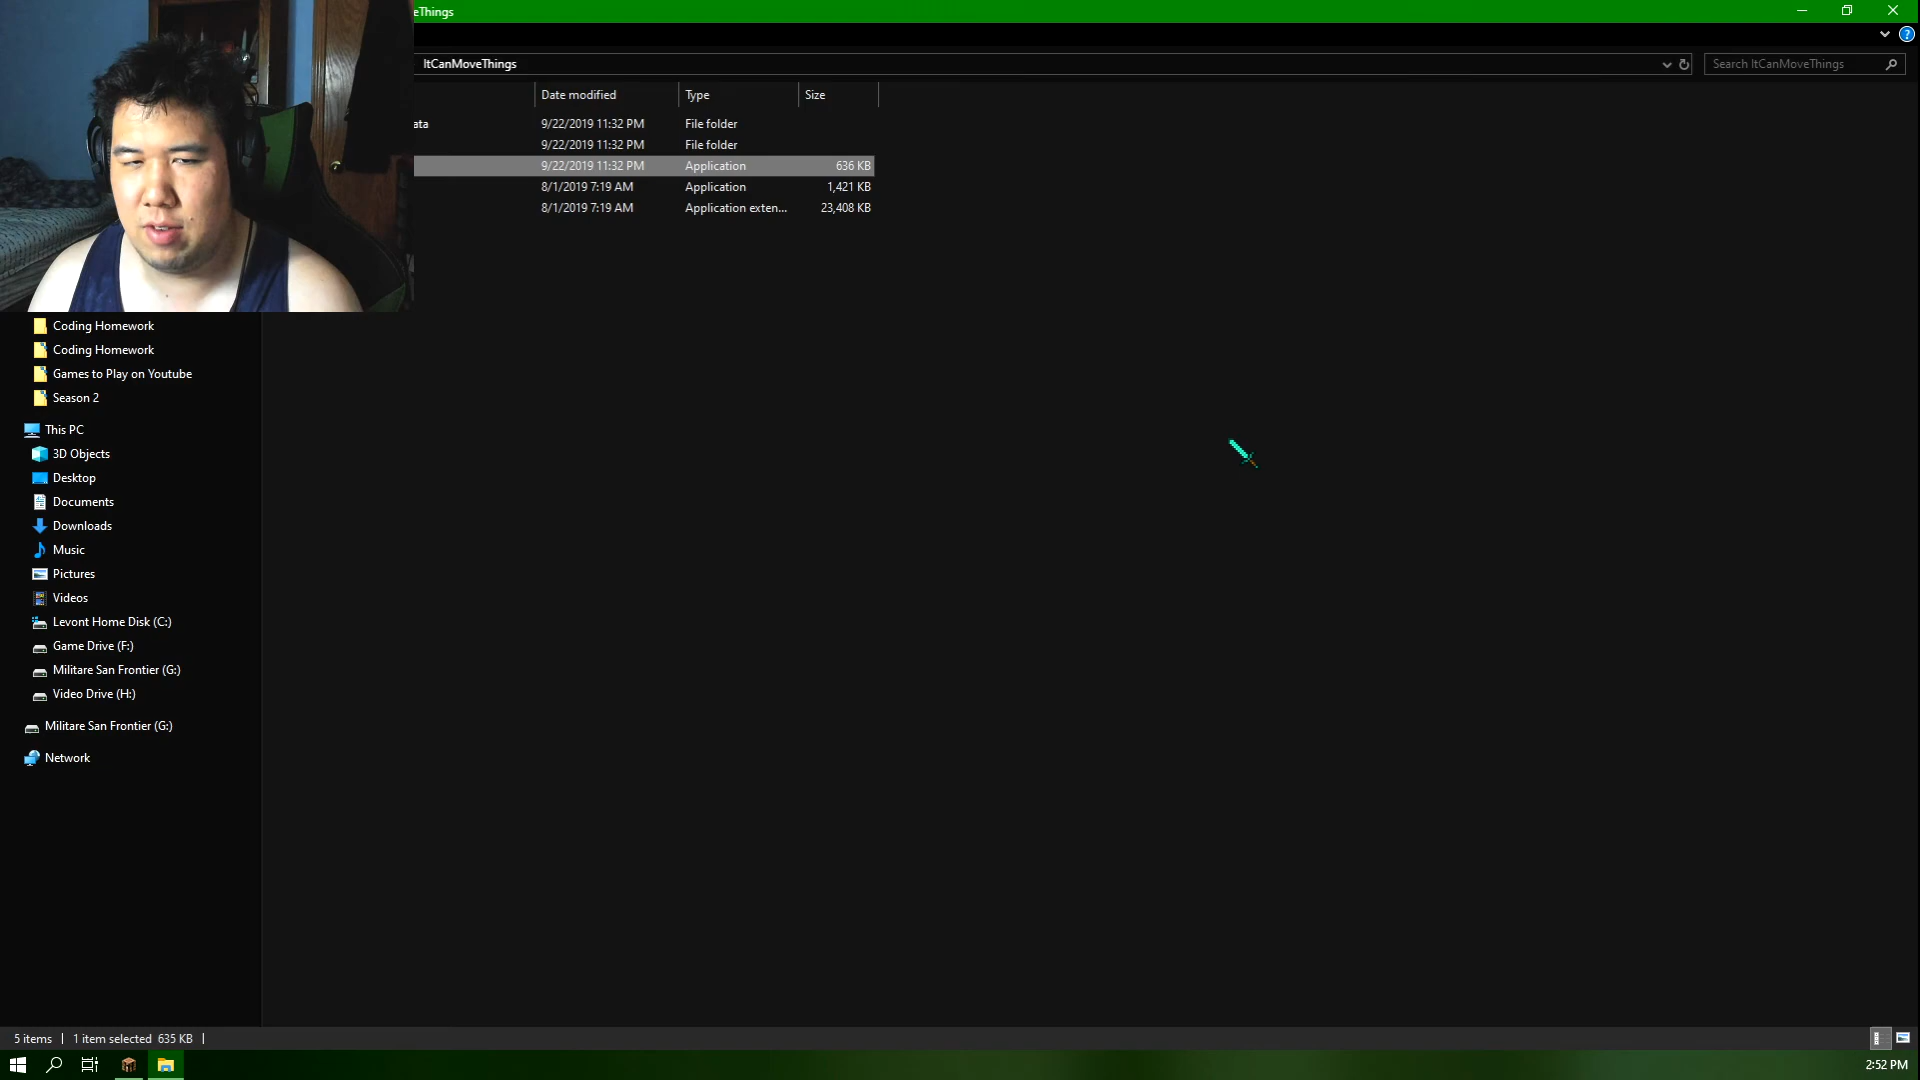 eThings
ItCanMoveThings
Search ItCanMoveThings
Date modified Type Size
ata 9/22/2019 11:32 PM File folder
9/22/2019 11:32 PM File folder
9/22/2019 11:32 PM Application 636 KB
8/1/2019 7:19 AM Application 1,421 KB
8/1/2019 7:19 AM Application exten... 23,408 KB
Coding Homework
Coding Homework
Games to Play on Youtube
Season 2
This PC
3D Objects
Desktop
Documents
Downloads
Music
Pictures
Videos
Levont Home Disk (C:)
Game Drive (F:)
Militare San Frontier (G:)
Video Drive (H:)
Militare San Frontier (G:)
Network
5 items | 1 item selected 635 KB |
2:52 PM